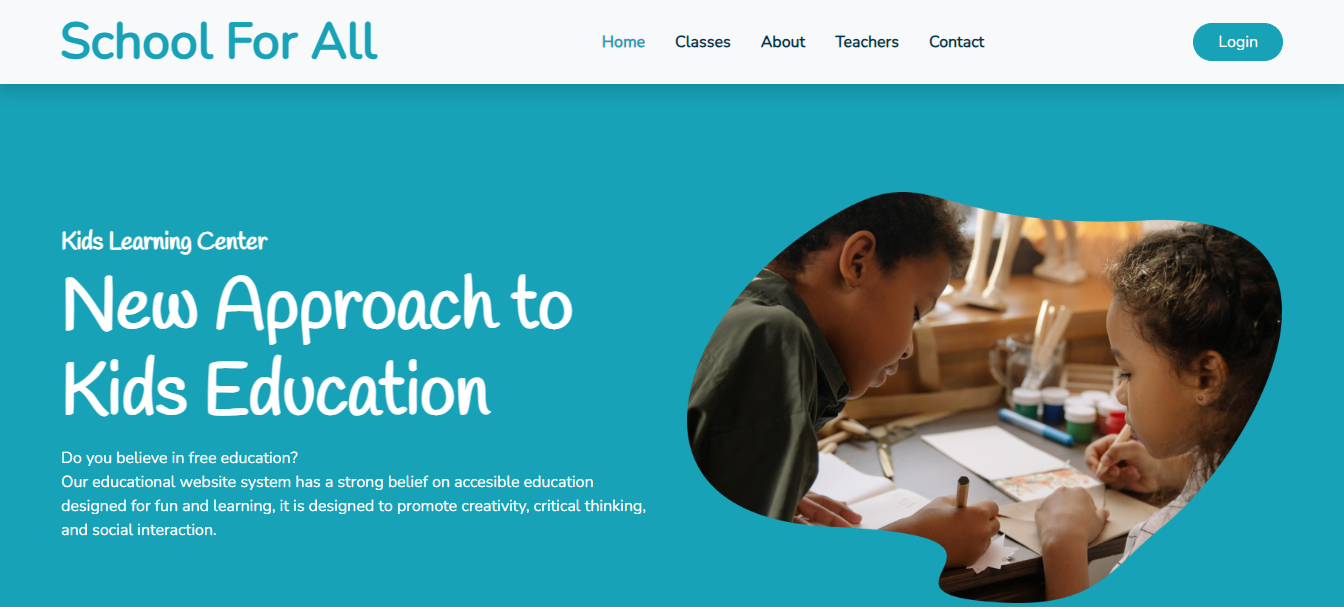 School For All
Home Classes About Teachers Contact
Login
Kids Learning Center
New Approach to
Kids Education
Do you believe in free education?
Our educational website system has a strong belief on accesible education
designed for fun and learning, it is designed to promote creativity, critical thinking,
and social interaction.